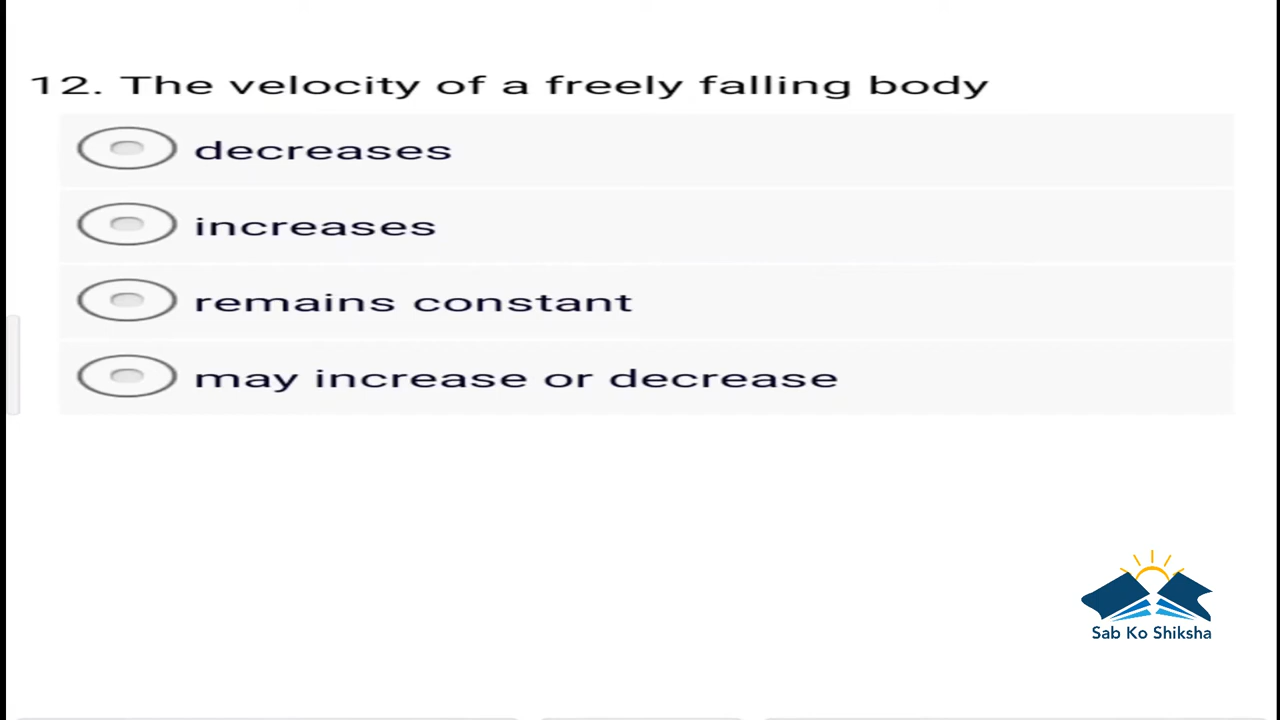 12. The velocity of a freely falling body
decreases
increases
remains constant
may increase or decrease
Sab Ko Shiksha